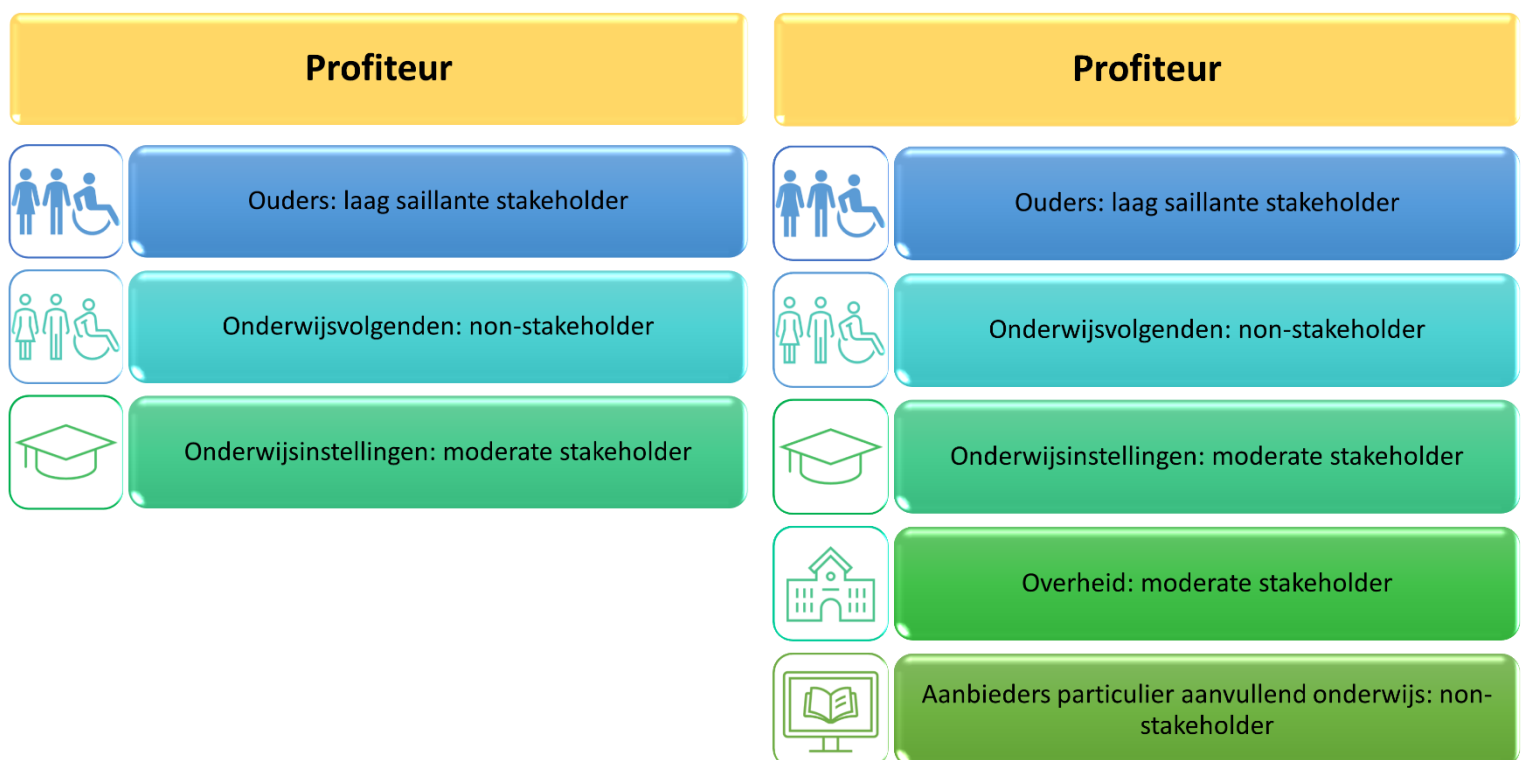 Profiteur
Ouders: laag saillante stakeholder
Onderwijsvolgenden: non-stakeholder
Onderwijsinstellingen: moderate stakeholder
Profiteur
Ouders: laag saillante stakeholder
Onderwijsvolgenden: non-stakeholder
Onderwijsinstellingen: moderate stakeholder
Overheid: moderate stakeholder
Aanbieders particulier aanvullend onderwijs: non-
stakeholder